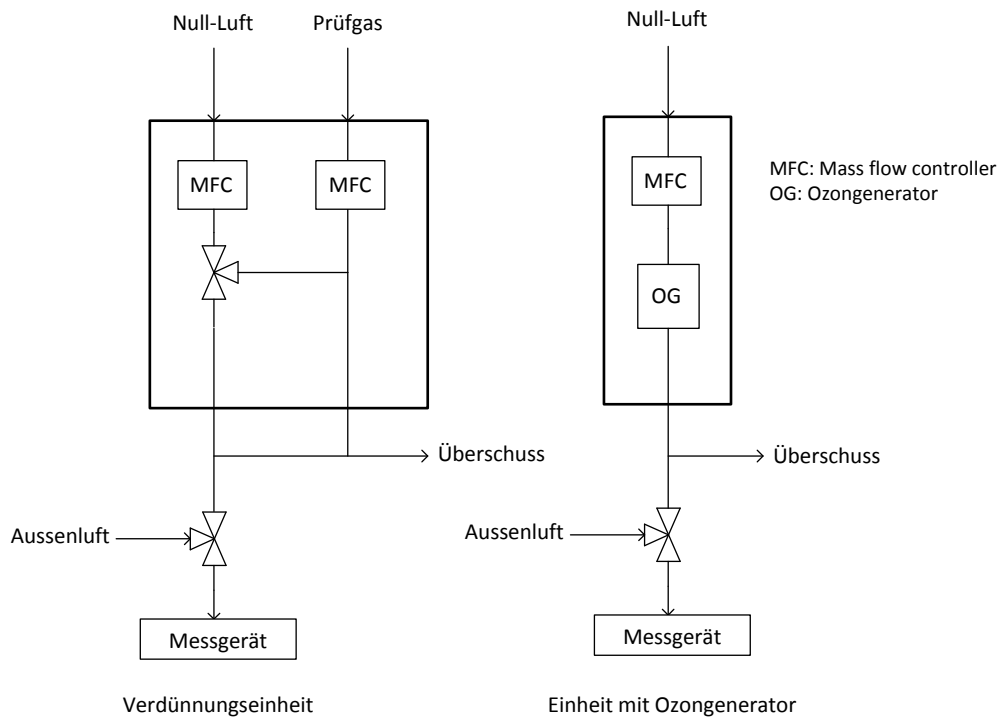 Null-Luft
Prüfgas
MFC
MFC
Überschuss
Aussenluft
Messgerät
Verdünnungseinheit
Null-Luft
MFC
OG
MFC: Mass flow controller
OG: Ozongenerator
Überschuss
Aussenluft
Messgerät
Einheit mit Ozongenerator